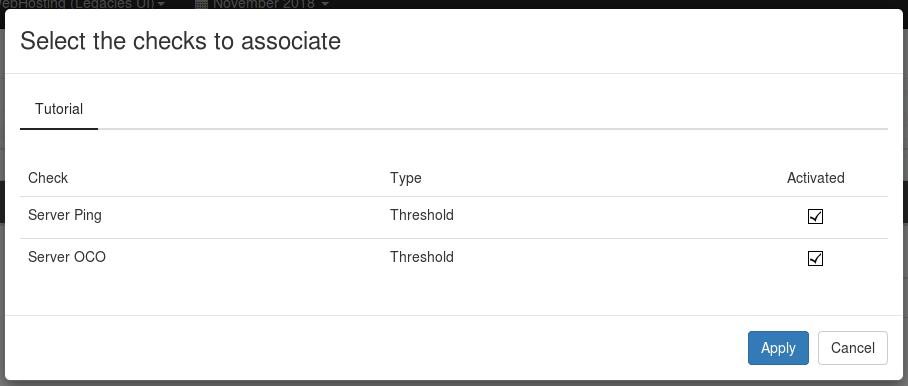 WebHosting (Legacies UI) November 2018
Select the checks to associate
Tutorial
Check Type Activated
Server Ping Threshold
Server OCO Threshold
Apply Cancel